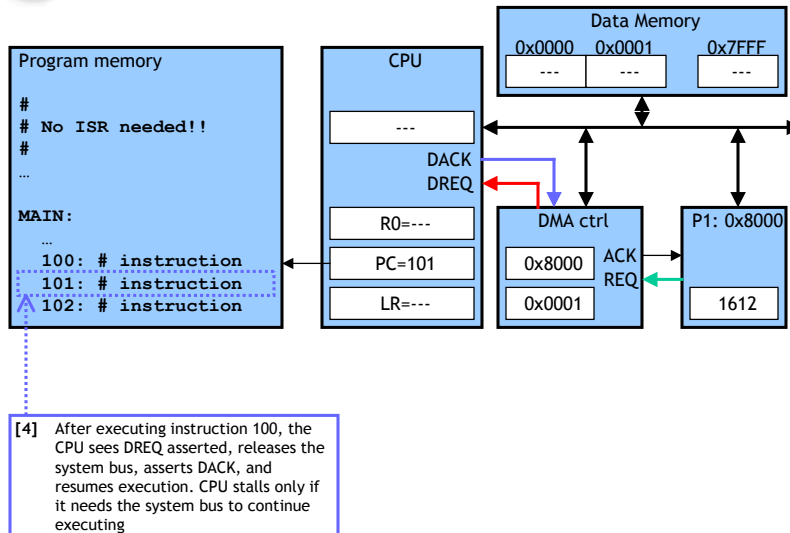 Data Memory
0x0000 0x0001 0x7FFF
--- --- ---
Program memory
#
# No ISR needed!!
#
…
MAIN:
…
100: # instruction
101: # instruction
102: # instruction
CPU
---
DACK
DREQ
R0=---
PC=101
LR=---
DMA ctrl
0x8000
0x0001
ACK
REQ
P1: 0x8000
1612
[4] After executing instruction 100, the
CPU sees DREQ asserted, releases the
system bus, asserts DACK, and
resumes execution. CPU stalls only if
it needs the system bus to continue
executing